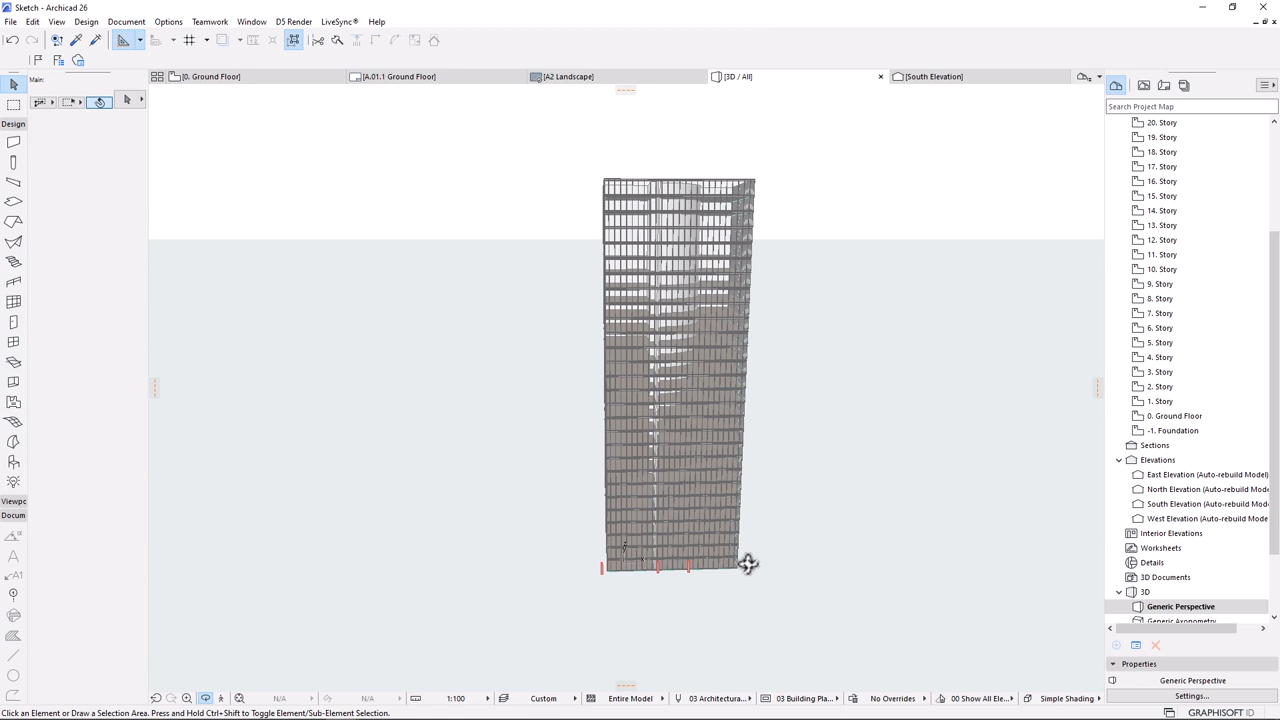 Sketch - Archicad 26
File Edit View Design Document Options Teamwork Window D5 Render LiveSync® Help
[0. Ground Floor] [A.01.1 Ground Floor] [A2 Landscape] [3D / All] [South Elevation]
Main:
Search Project Map
Design
20. Story
19. Story
18. Story
17. Story
16. Story
15. Story
14. Story
13. Story
12. Story
11. Story
10. Story
9. Story
8. Story
7. Story
6. Story
5. Story
4. Story
3. Story
2. Story
1. Story
0. Ground Floor
-1. Foundation
Sections
Elevations
East Elevation (Auto-rebuild Model)
North Elevation (Auto-rebuild Mode
South Elevation (Auto-rebuild Mode
West Elevation (Auto-rebuild Mode
Interior Elevations
Worksheets
Details
3D Documents
3D
Generic Perspective
Generic Axonometry
Viewpo
Docum
A
A1
Properties
Generic Perspective
Settings...
N/A N/A 1:100 Custom Entire Model 03 Architectura... 03 Building Pla... No Overrides 00 Show All Ele... Simple Shading
Click an Element or Draw a Selection Area. Press and Hold Ctrl+Shift to Toggle Element/Sub-Element Selection.
GRAPHISOFT ID